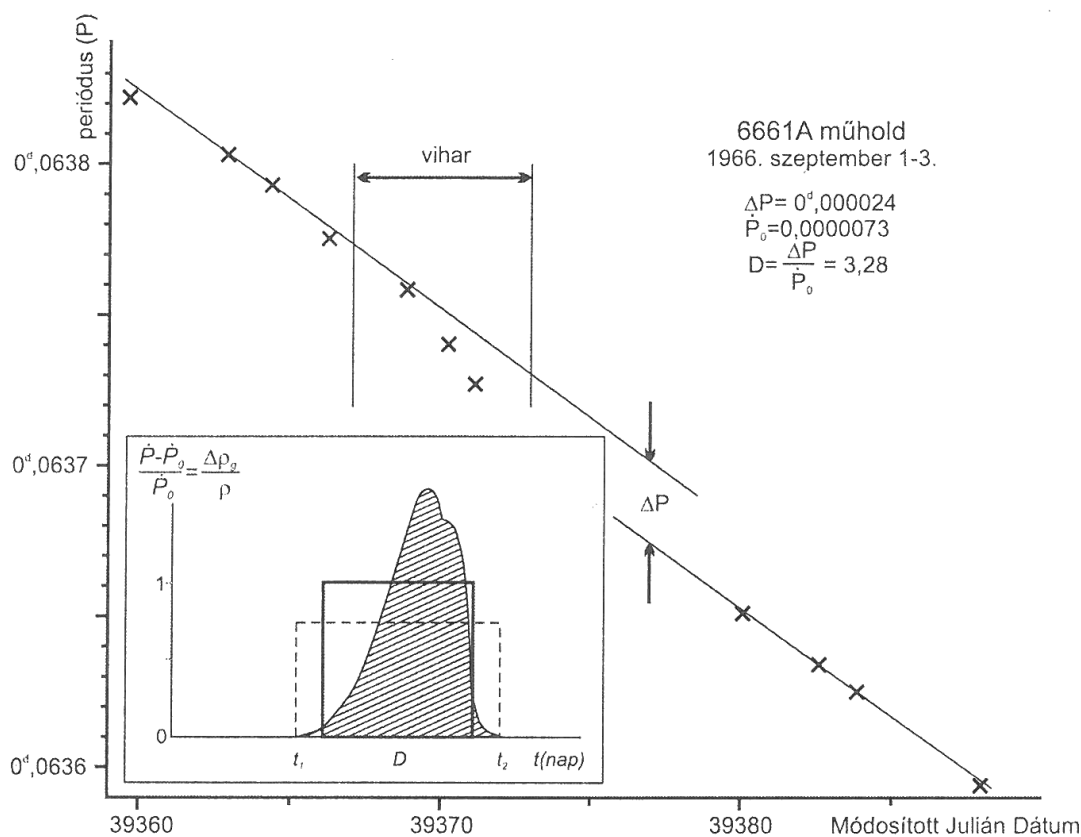 periódus (P)
0ᵈ,0638
0ᵈ,0637
0ᵈ,0636
vihar
6661A műhold
1966. szeptember 1-3.
ΔP= 0ᵈ,000024
Ṗ₀=0,0000073
D= ΔP/Ṗ₀ = 3,28
ΔP
(Ṗ-Ṗ₀)/Ṗ₀ = Δρg/ρ
1
0
t₁ D t₂ t(nap)
39360 39370 39380 Módosított Julián Dátum